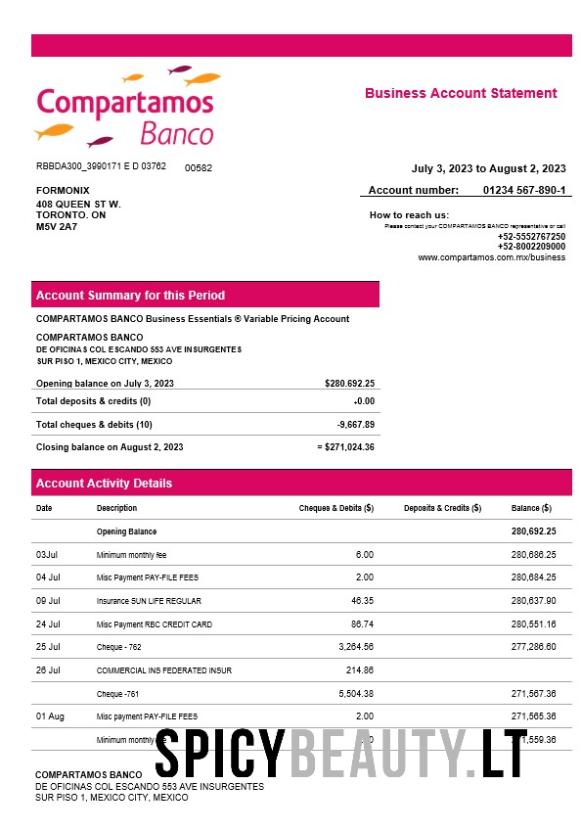 Compartamos
Banco
Business Account Statement
RBBDA300_3990171 E D 03762 00582
July 3, 2023 to August 2, 2023
FORMONIX
Account number: 01234 567-890-1
408 QUEEN ST W.
TORONTO. ON
M5V 2A7
How to reach us:
Please contact your COMPARTAMOS BANCO representative or call
+52-5552767250
+52-8002209000
www.compartamos.com.mx/business
Account Summary for this Period
COMPARTAMOS BANCO Business Essentials ® Variable Pricing Account
COMPARTAMOS BANCO
DE OFICINAS COL ESCANDO 553 AVE INSURGENTES
SUR PISO 1, MEXICO CITY, MEXICO
Opening balance on July 3, 2023 $280.692.25
Total deposits & credits (0) .0.00
Total cheques & debits (10) -9,667.89
Closing balance on August 2, 2023 = $271,024.36
Account Activity Details
Date Description Cheques & Debits ($) Deposits & Credits ($) Balance ($)
Opening Balance 280,692.25
03Jul Minimum monthly fee 6.00 280,686.25
04 Jul Misc Payment PAY-FILE FEES 2.00 280,684.25
09 Jul Insurance SUN LIFE REGULAR 46.35 280,637.90
24 Jul Misc Payment RBC CREDIT CARD 86.74 280,551.16
25 Jul Cheque - 762 3,264.56 277,286.60
26 Jul COMMERCIAL INS FEDERATED INSUR 214.86
Cheque -761 5,504.38 271,567.36
01 Aug Misc payment PAY-FILE FEES 2.00 271,565.36
Minimum monthly
SPICYBEAUTY.LT
COMPARTAMOS BANCO
DE OFICINAS COL ESCANDO 553 AVE INSURGENTES
SUR PISO 1, MEXICO CITY, MEXICO